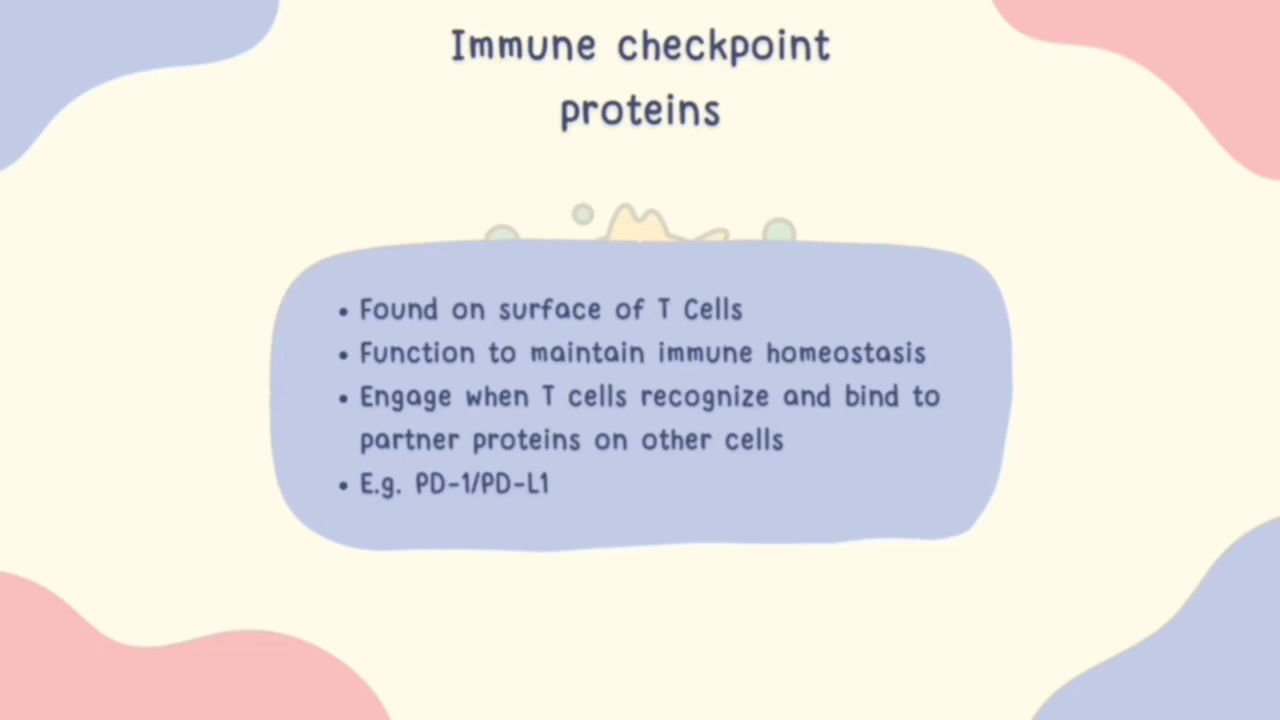 Immune checkpoint
proteins
• Found on surface of T Cells
• Function to maintain immune homeostasis
• Engage when T cells recognize and bind to
partner proteins on other cells
• E.g. PD-1/PD-L1